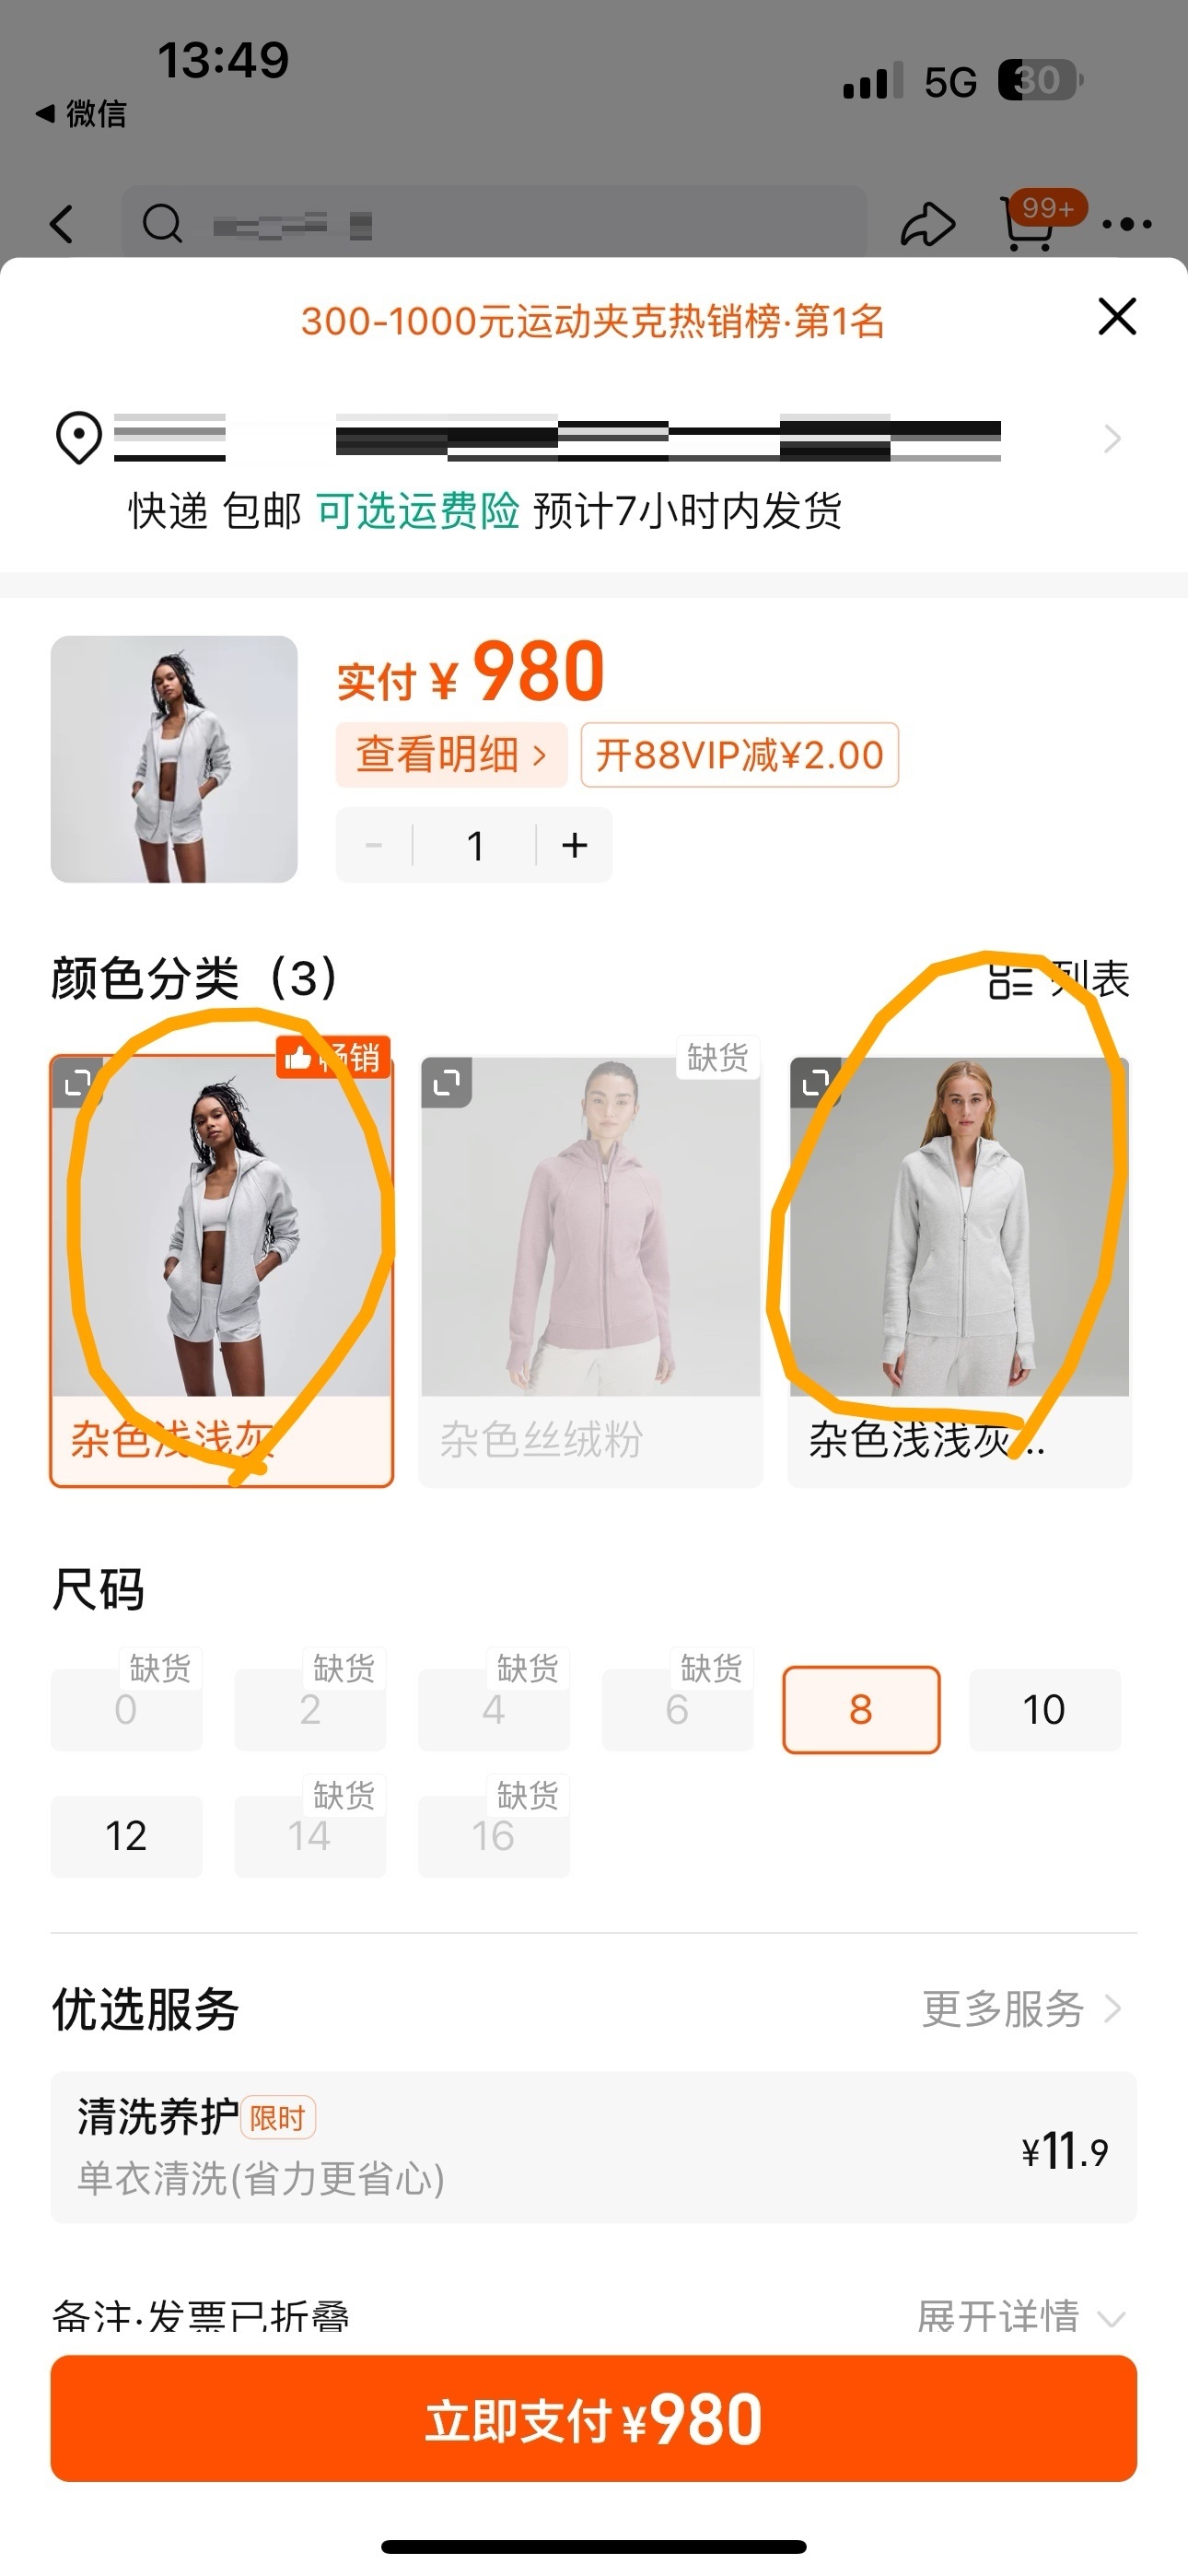 13:49
5G
30
微信
99+
300-1000元运动夹克热销榜·第1名
快递 包邮 可选运费险 预计7小时内发货
实付 ¥ 980
查看明细 >
开88VIP减¥2.00
- 1 +
颜色分类（3）
列表
畅销
缺货
杂色浅浅灰
杂色丝绒粉
杂色浅浅灰...
尺码
缺货 缺货 缺货 缺货
0 2 4 6 8 10
缺货 缺货
12 14 16
优选服务
更多服务 >
清洗养护 限时
单衣清洗(省力更省心)
¥11.9
备注·发票已折叠
展开详情
立即支付 ¥980